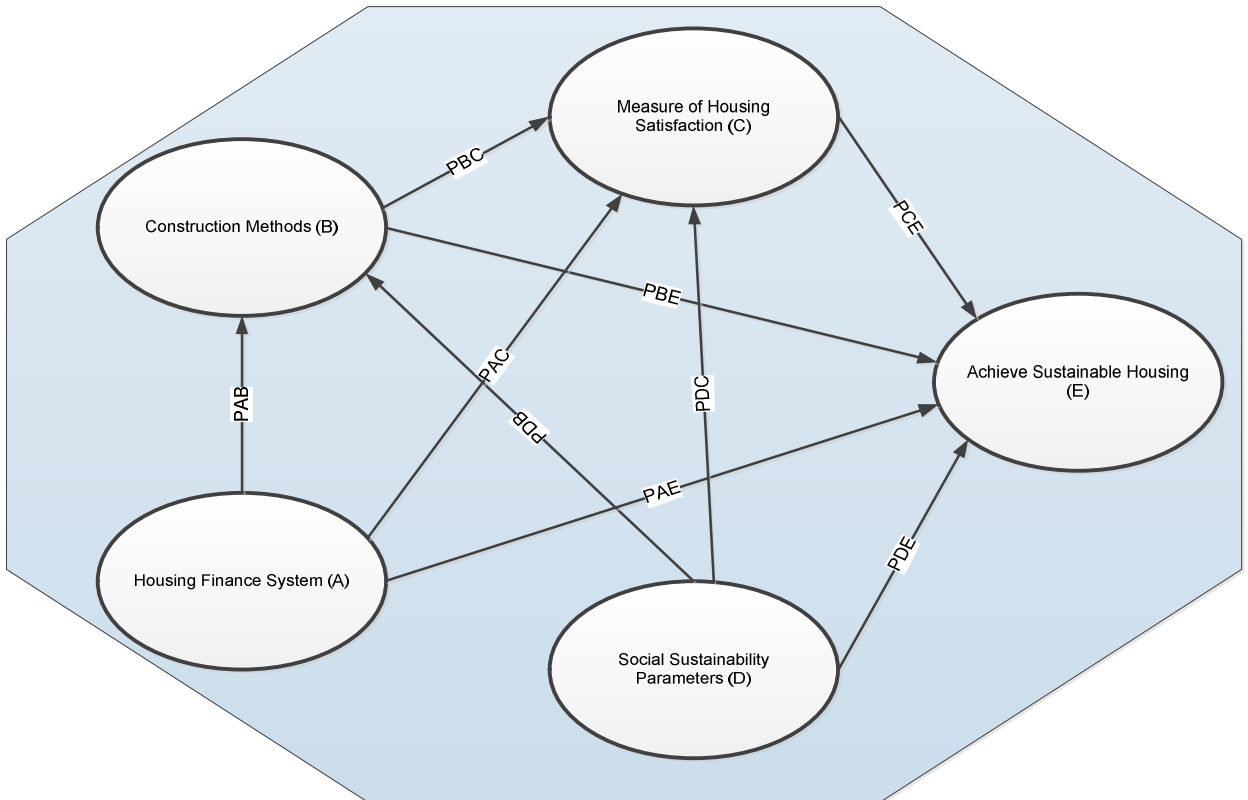 Measure of Housing
Satisfaction (C)
PBC
Construction Methods (B)
PCE
PBE
Achieve Sustainable Housing
(E)
PAC
PAB
PDC
PDB
PAE
PDE
Housing Finance System (A)
Social Sustainability
Parameters (D)